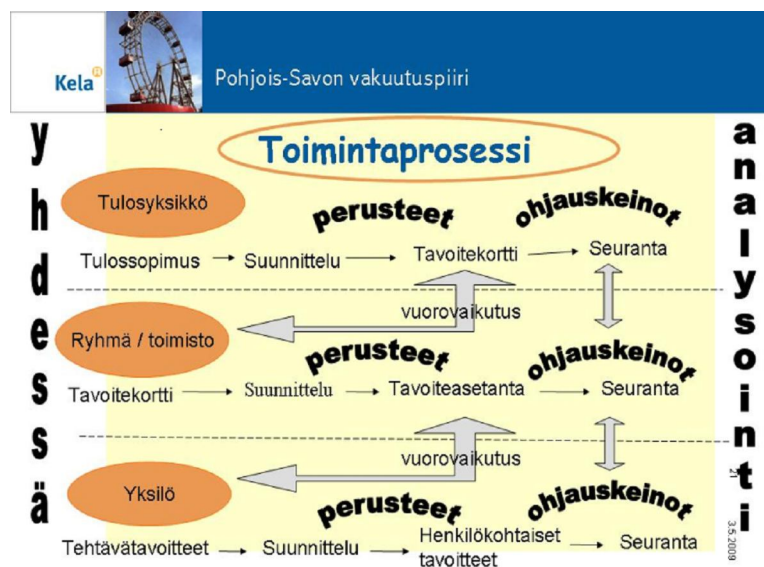 Kela
Pohjois-Savon vakuutuspiiri
yhdessä
analysointi
Toimintaprosessi
Tulosyksikkö
perusteet
ohjauskeinot
Tulossopimus
Suunnittelu
Tavoitekortti
Seuranta
vuorovaikutus
Ryhmä / toimisto
perusteet
ohjauskeinot
Tavoitekortti
Suunnittelu
Tavoiteasetanta
Seuranta
vuorovaikutus
Yksilö
perusteet
ohjauskeinot
Tehtävätavoitteet
Suunnittelu
Henkilökohtaiset
tavoitteet
Seuranta
21
3.5.2009